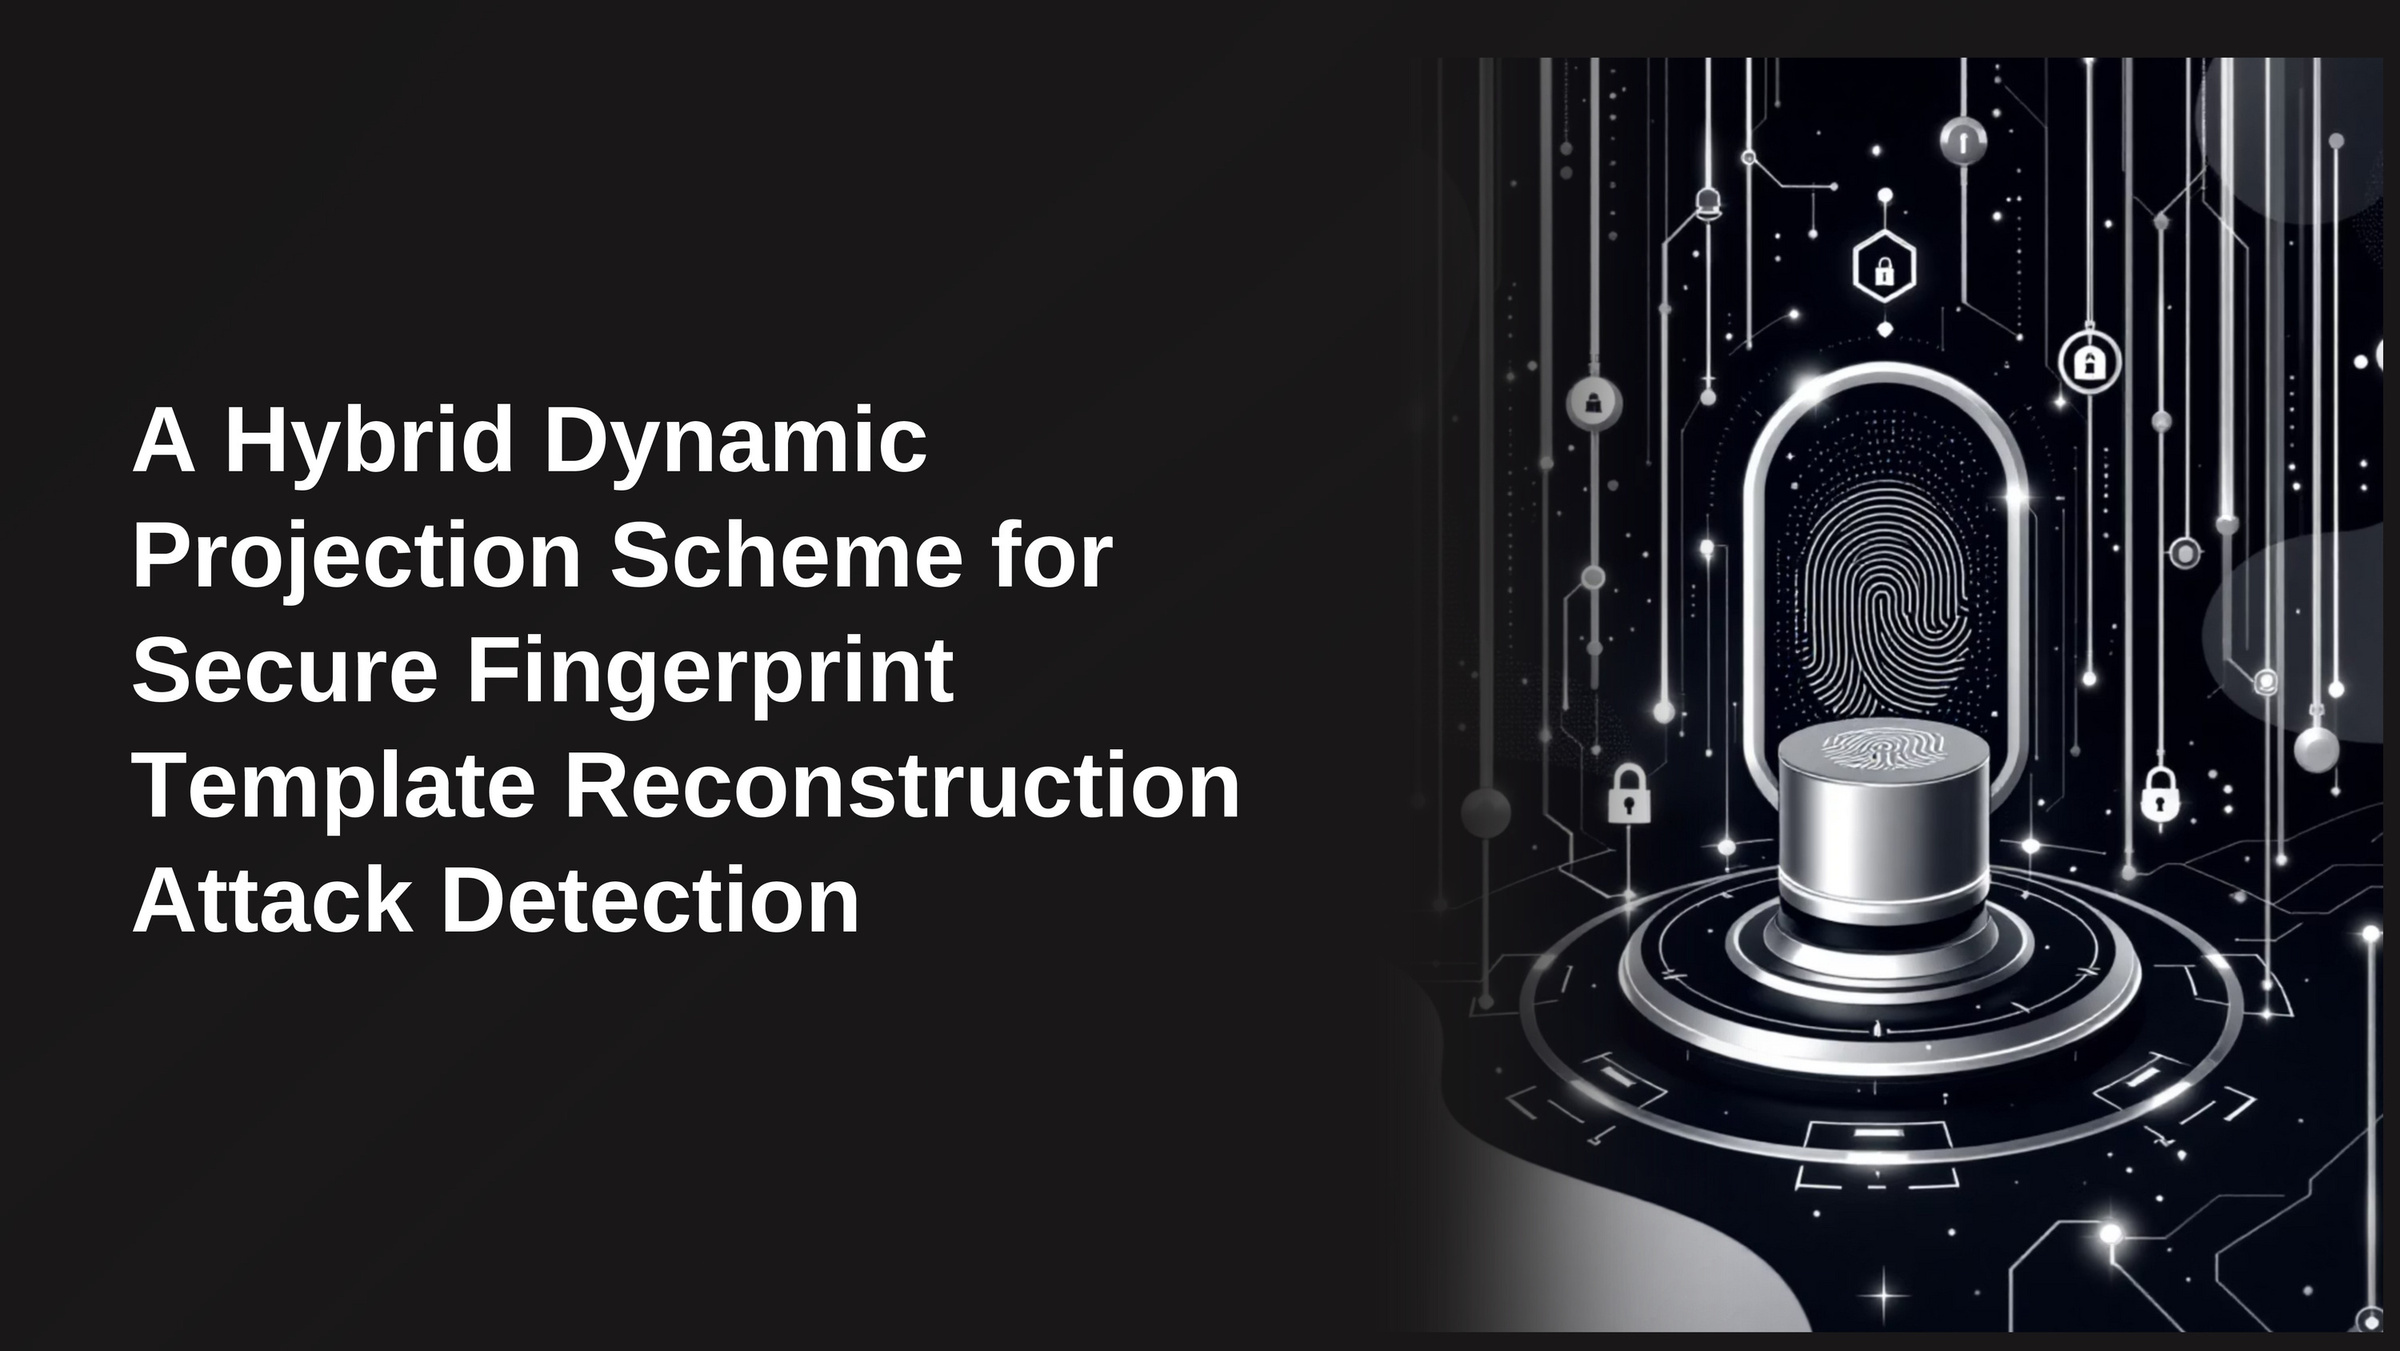 A Hybrid Dynamic
Projection Scheme for
Secure Fingerprint
Template Reconstruction
Attack Detection